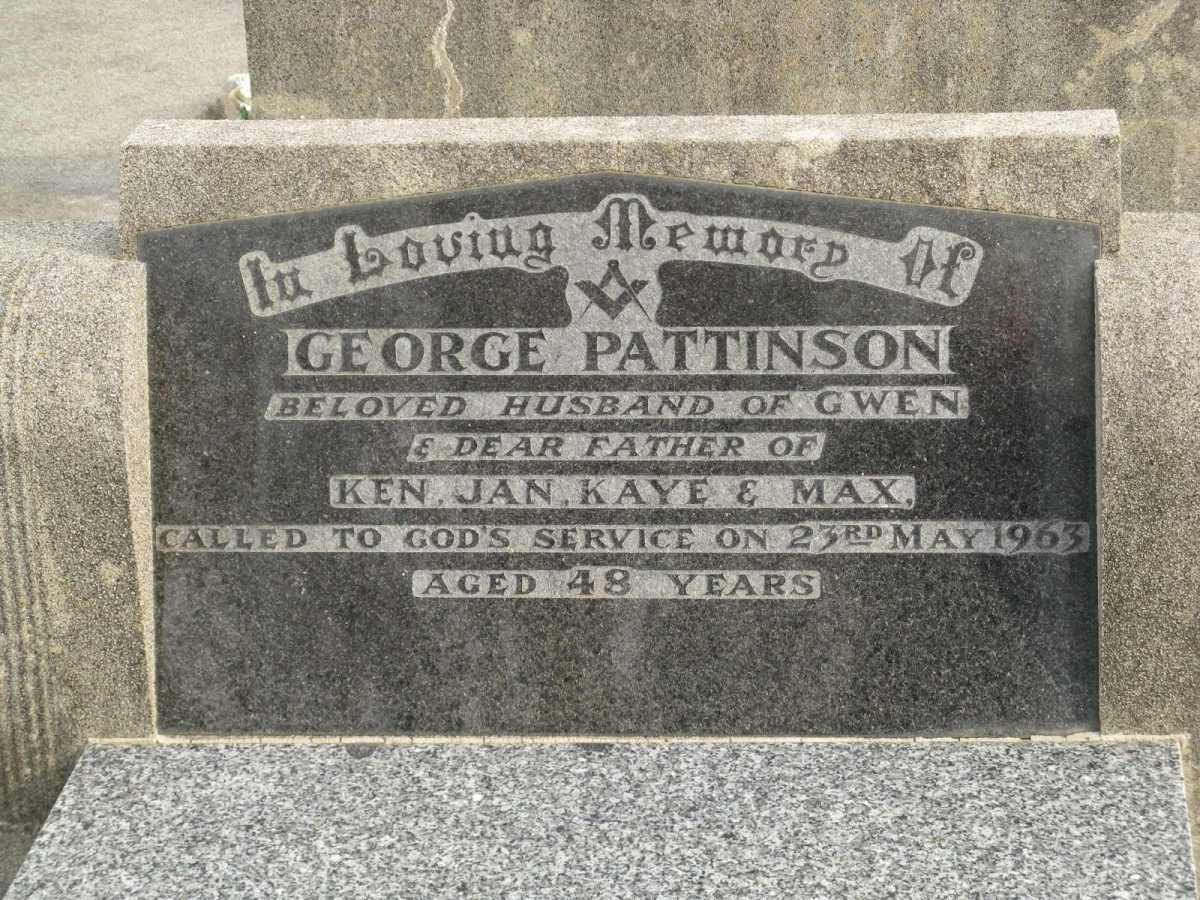 In Loving Memory Of
GEORGE PATTINSON
BELOVED HUSBAND OF GWEN
& DEAR FATHER OF
KEN, JAN, KAYE & MAX,
CALLED TO GOD'S SERVICE ON 23RD MAY 1963
AGED 48 YEARS